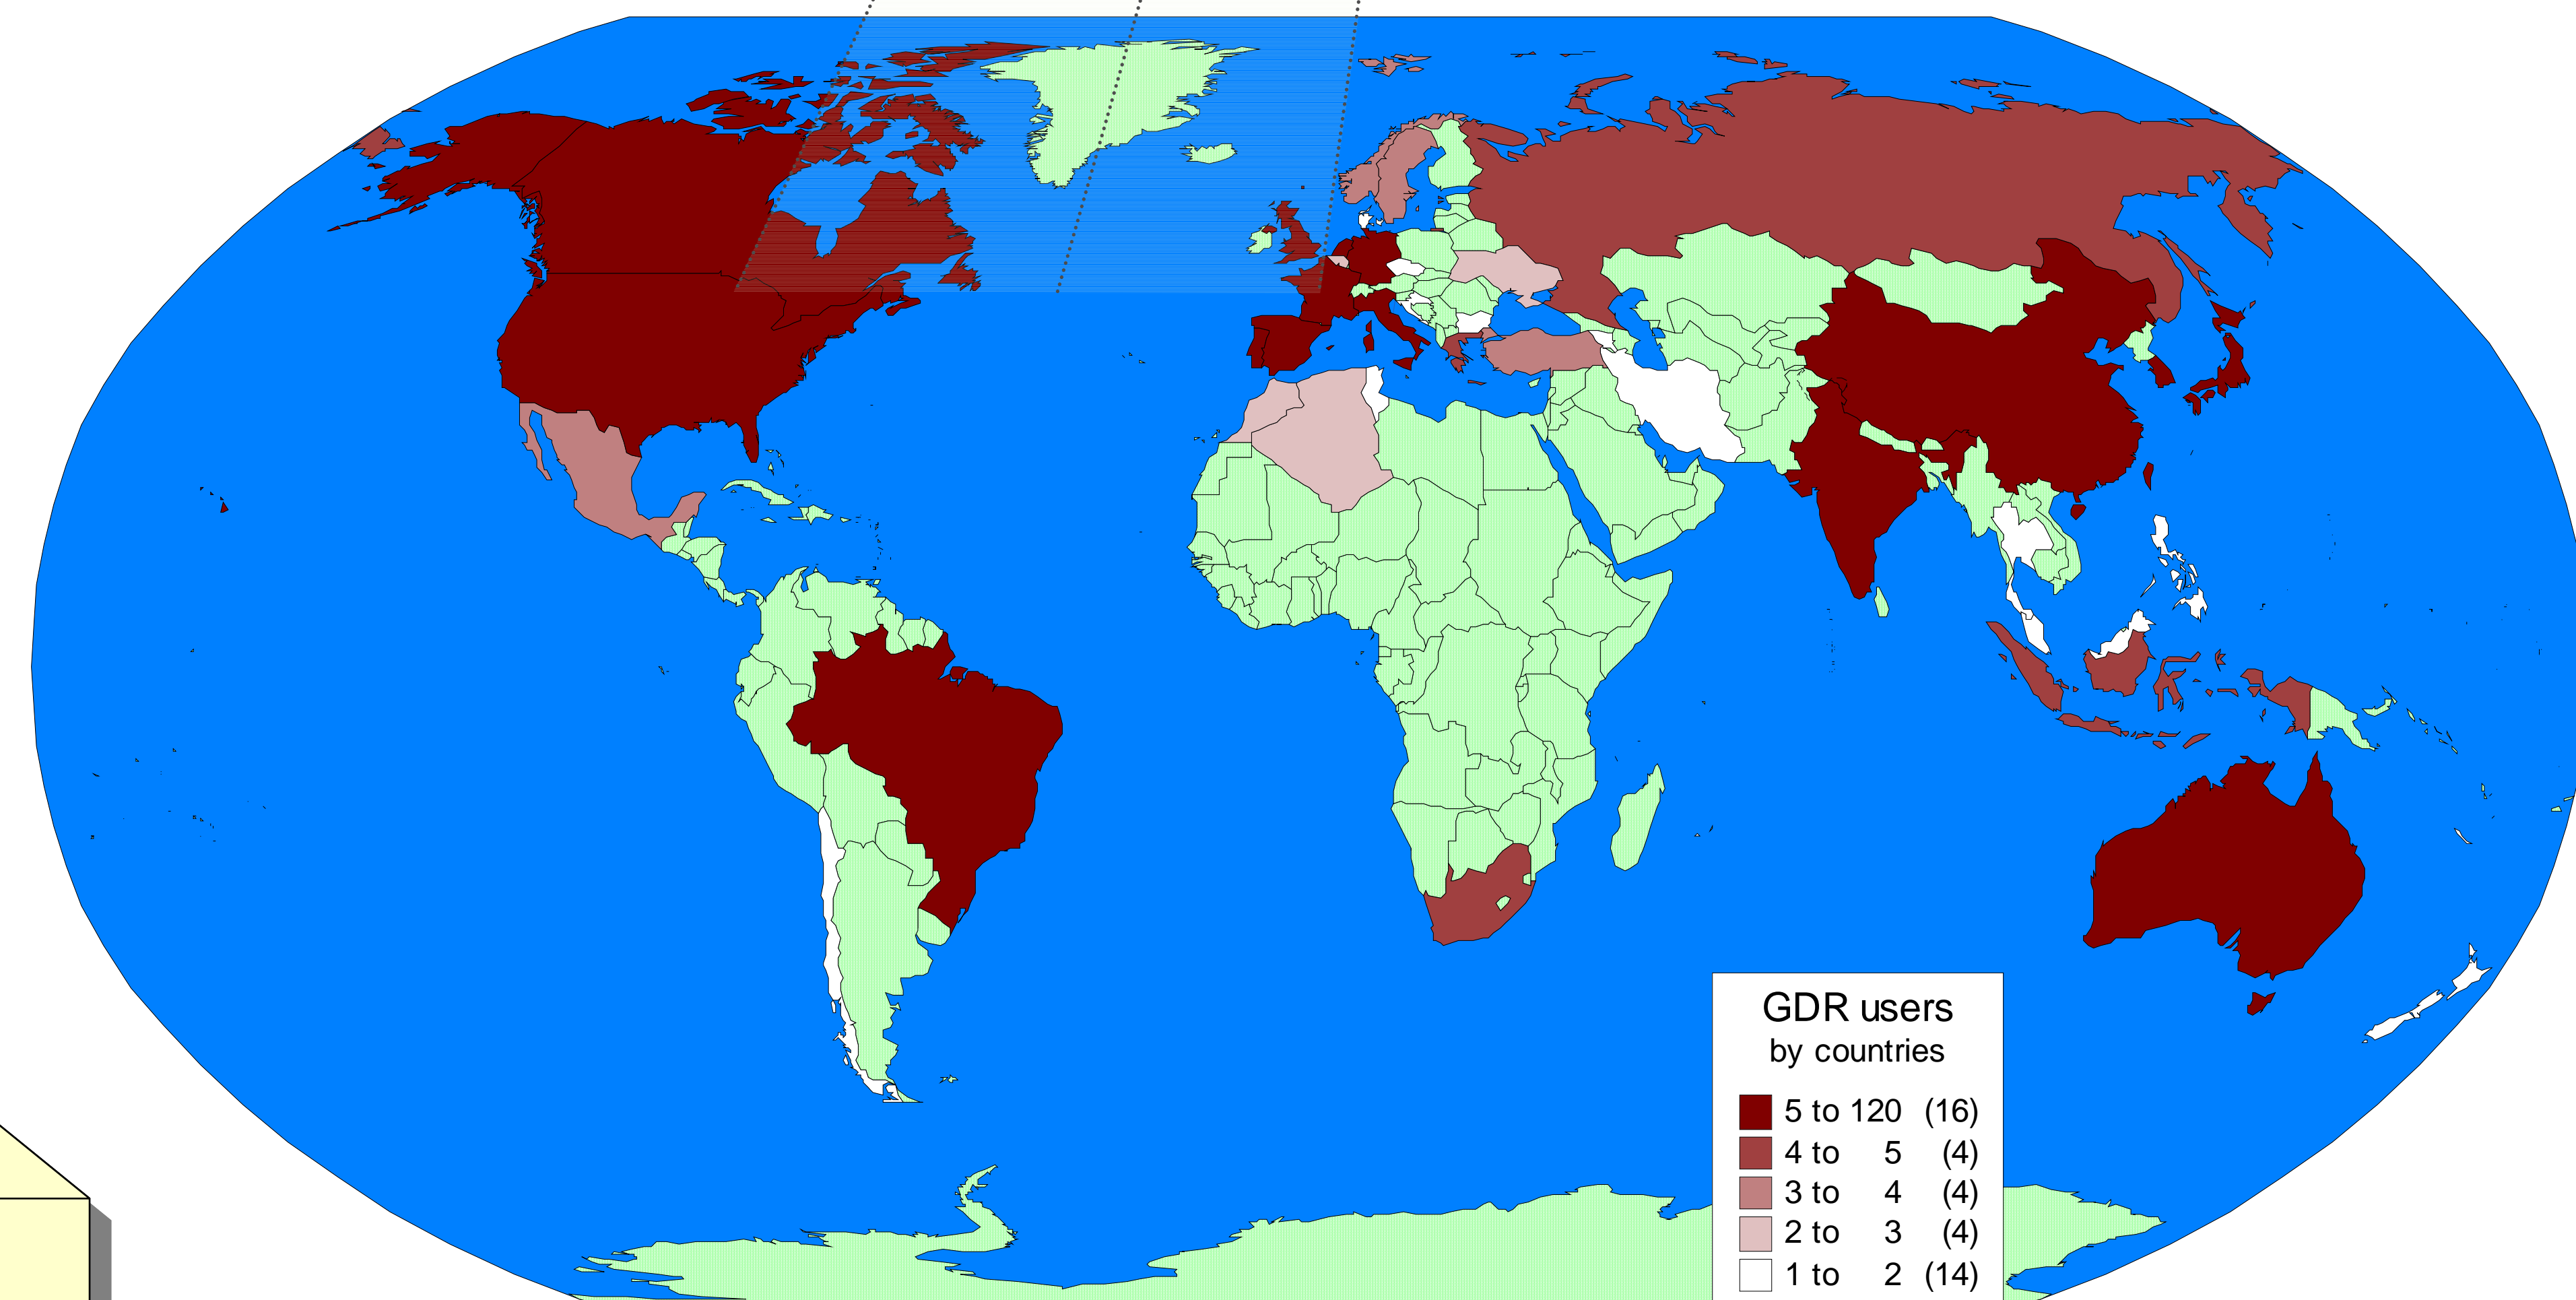 GDR users
by countries
5 to 120 (16)
4 to 5 (4)
3 to 4 (4)
2 to 3 (4)
1 to 2 (14)